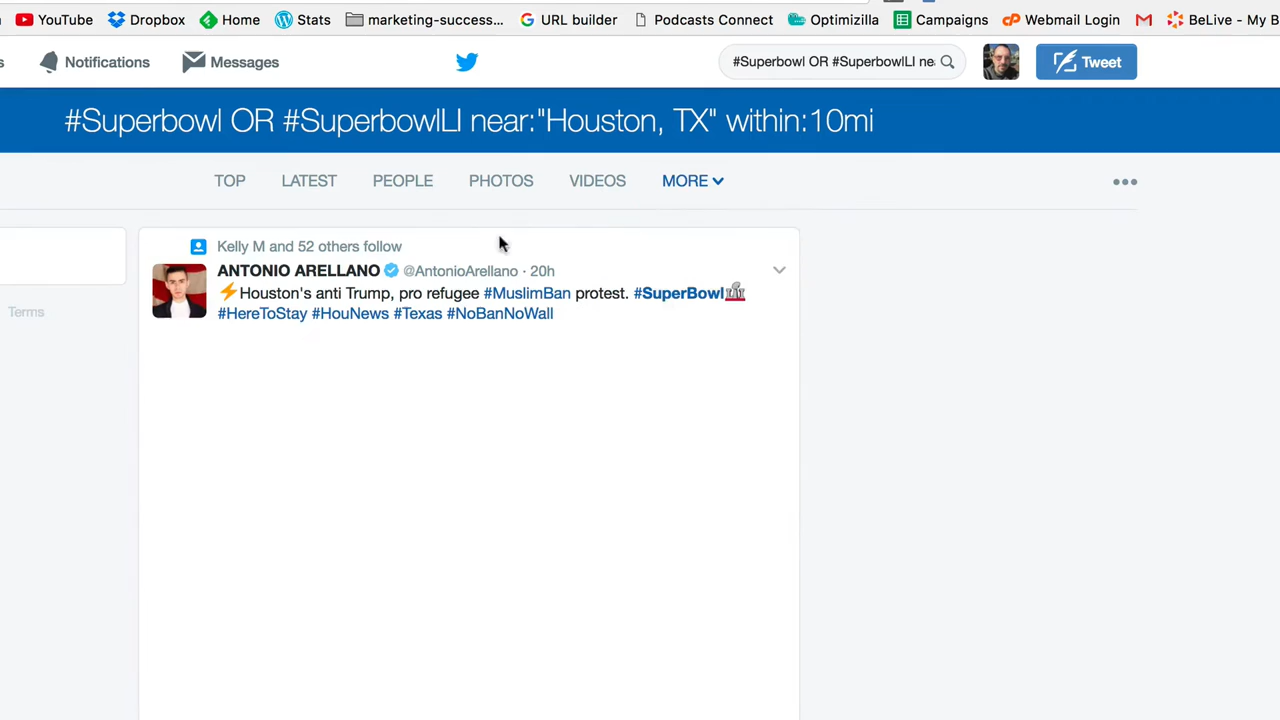 YouTube Dropbox Home Stats marketing-success... URL builder Podcasts Connect Optimizilla Campaigns Webmail Login BeLive - My B
s Notifications Messages #Superbowl OR #SuperbowlLI ne Tweet
#Superbowl OR #SuperbowlLI near:"Houston, TX" within:10mi
TOP LATEST PEOPLE PHOTOS VIDEOS MORE
Kelly M and 52 others follow
ANTONIO ARELLANO @AntonioArellano · 20h
⚡Houston's anti Trump, pro refugee #MuslimBan protest. #SuperBowl
#HereToStay #HouNews #Texas #NoBanNoWall
Terms